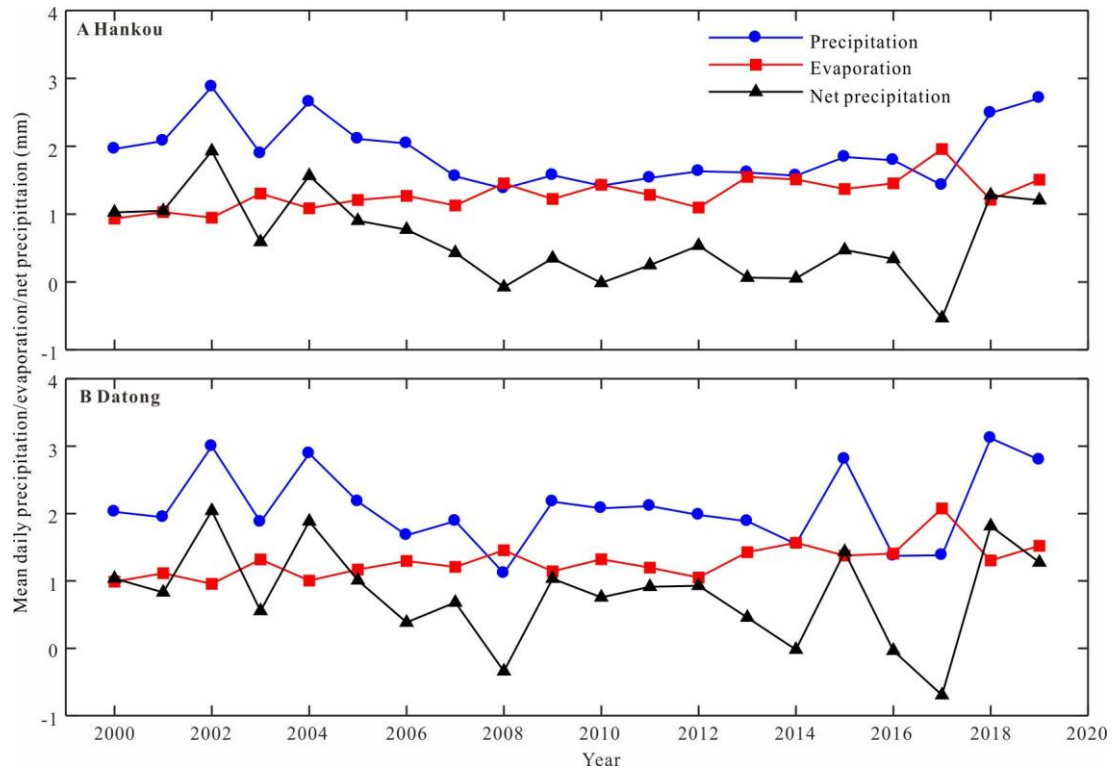 A Hankou
Precipitation
Evaporation
Net precipitation
4
3
2
1
0
-1
Mean daily precipitation/evaporation/net precipittaion (mm)
B Datong
4
3
2
1
0
-1
2000 2002 2004 2006 2008 2010 2012 2014 2016 2018 2020
Year